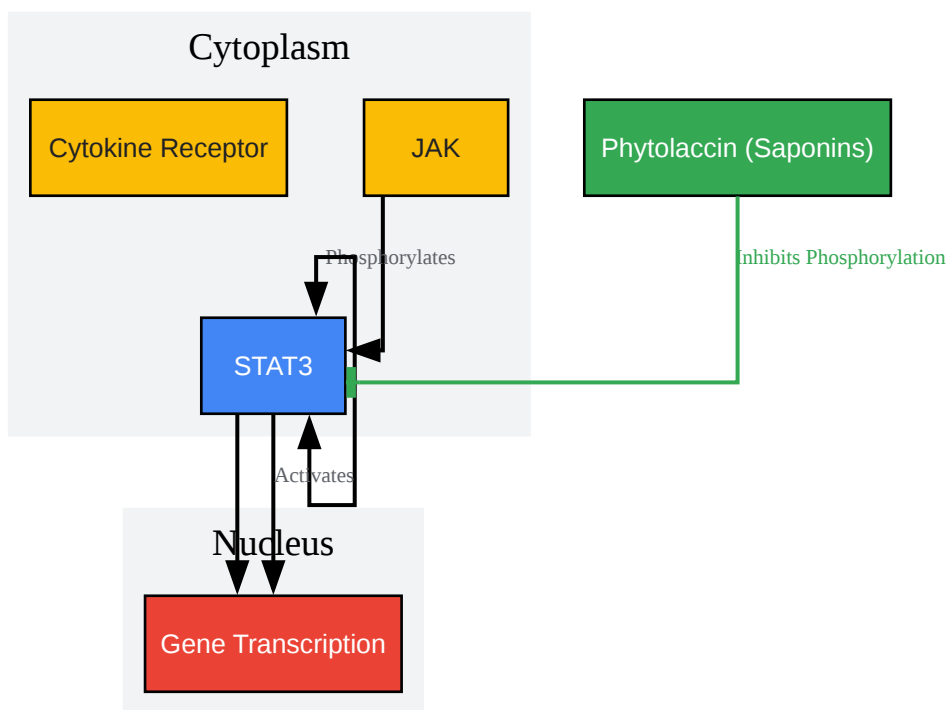 Cytoplasm
Cytokine Receptor
JAK
Phytolaccin (Saponins)
Phosphorylates
Inhibits Phosphorylation
STAT3
Activates
Nucleus
Gene Transcription